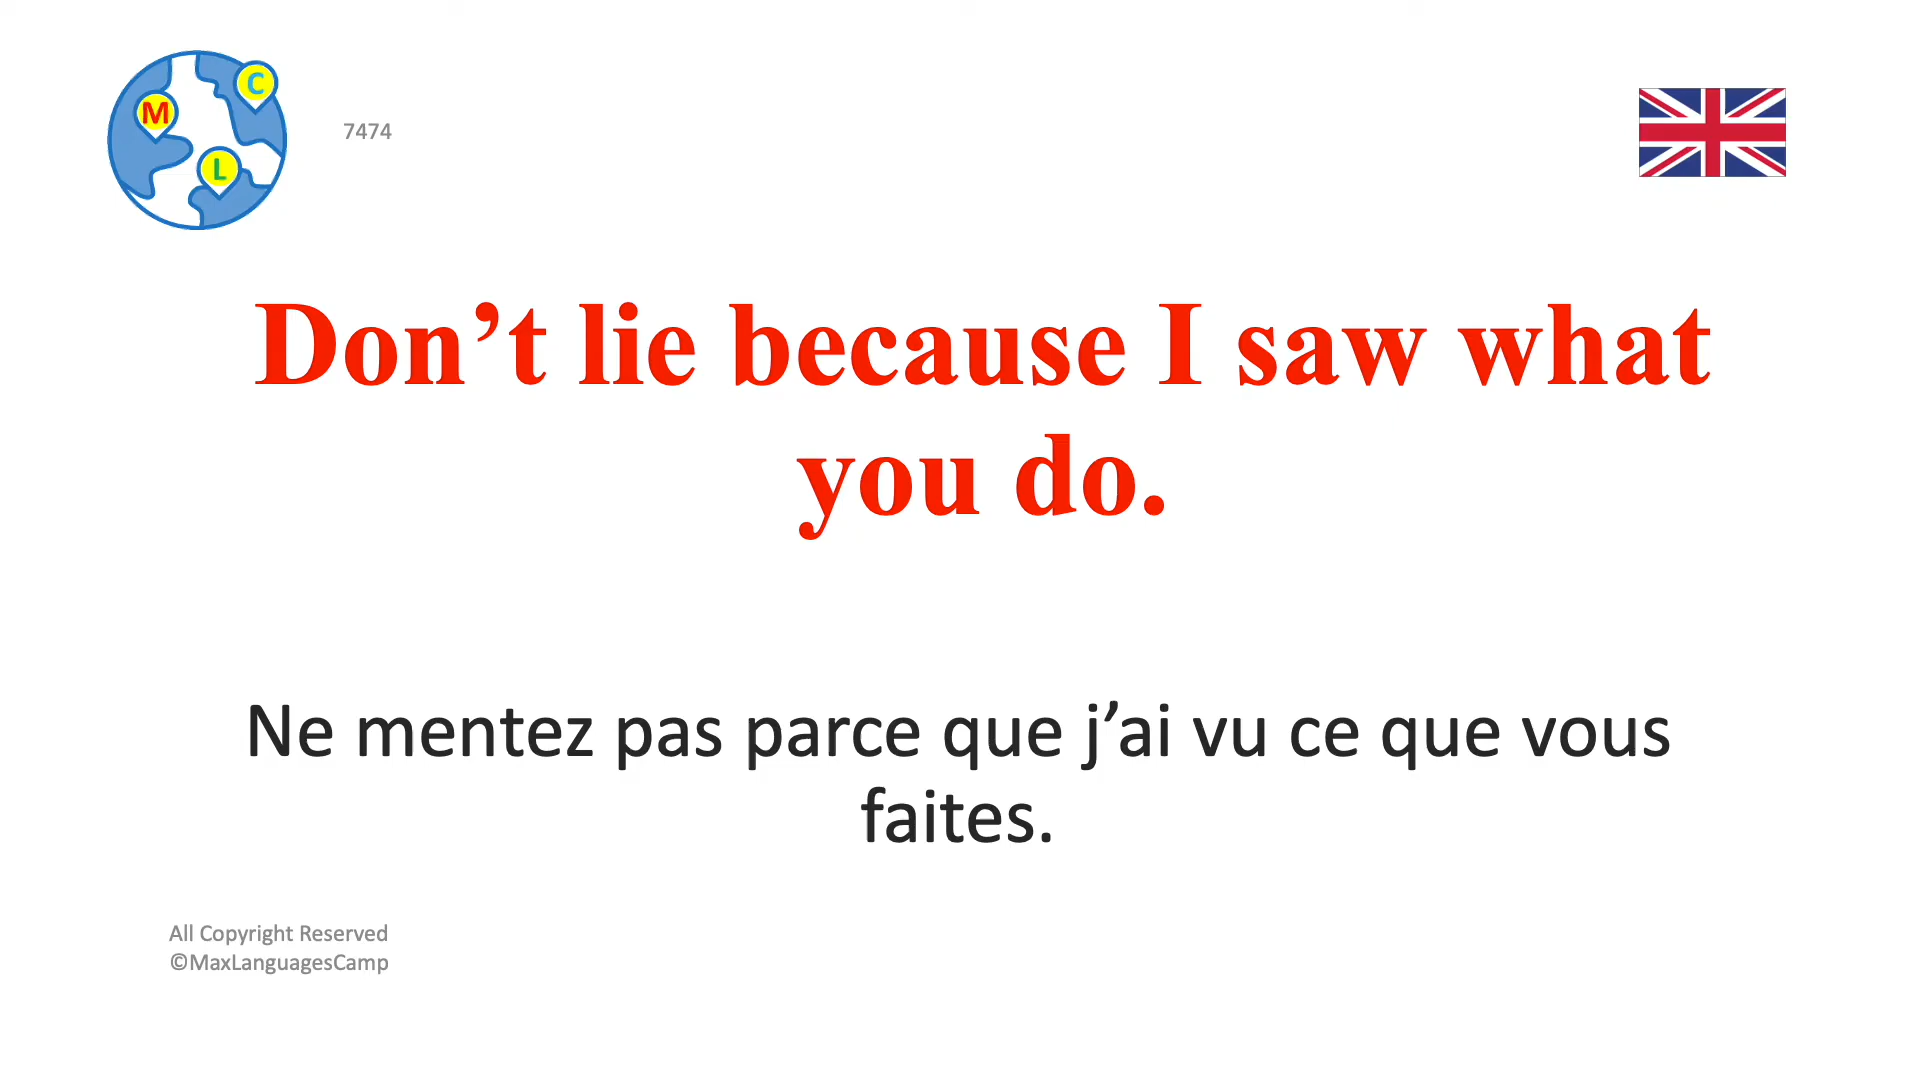 M
C
L
7474
Don’t lie because I saw what
you do.
Ne mentez pas parce que j’ai vu ce que vous
faites.
All Copyright Reserved
©MaxLanguagesCamp